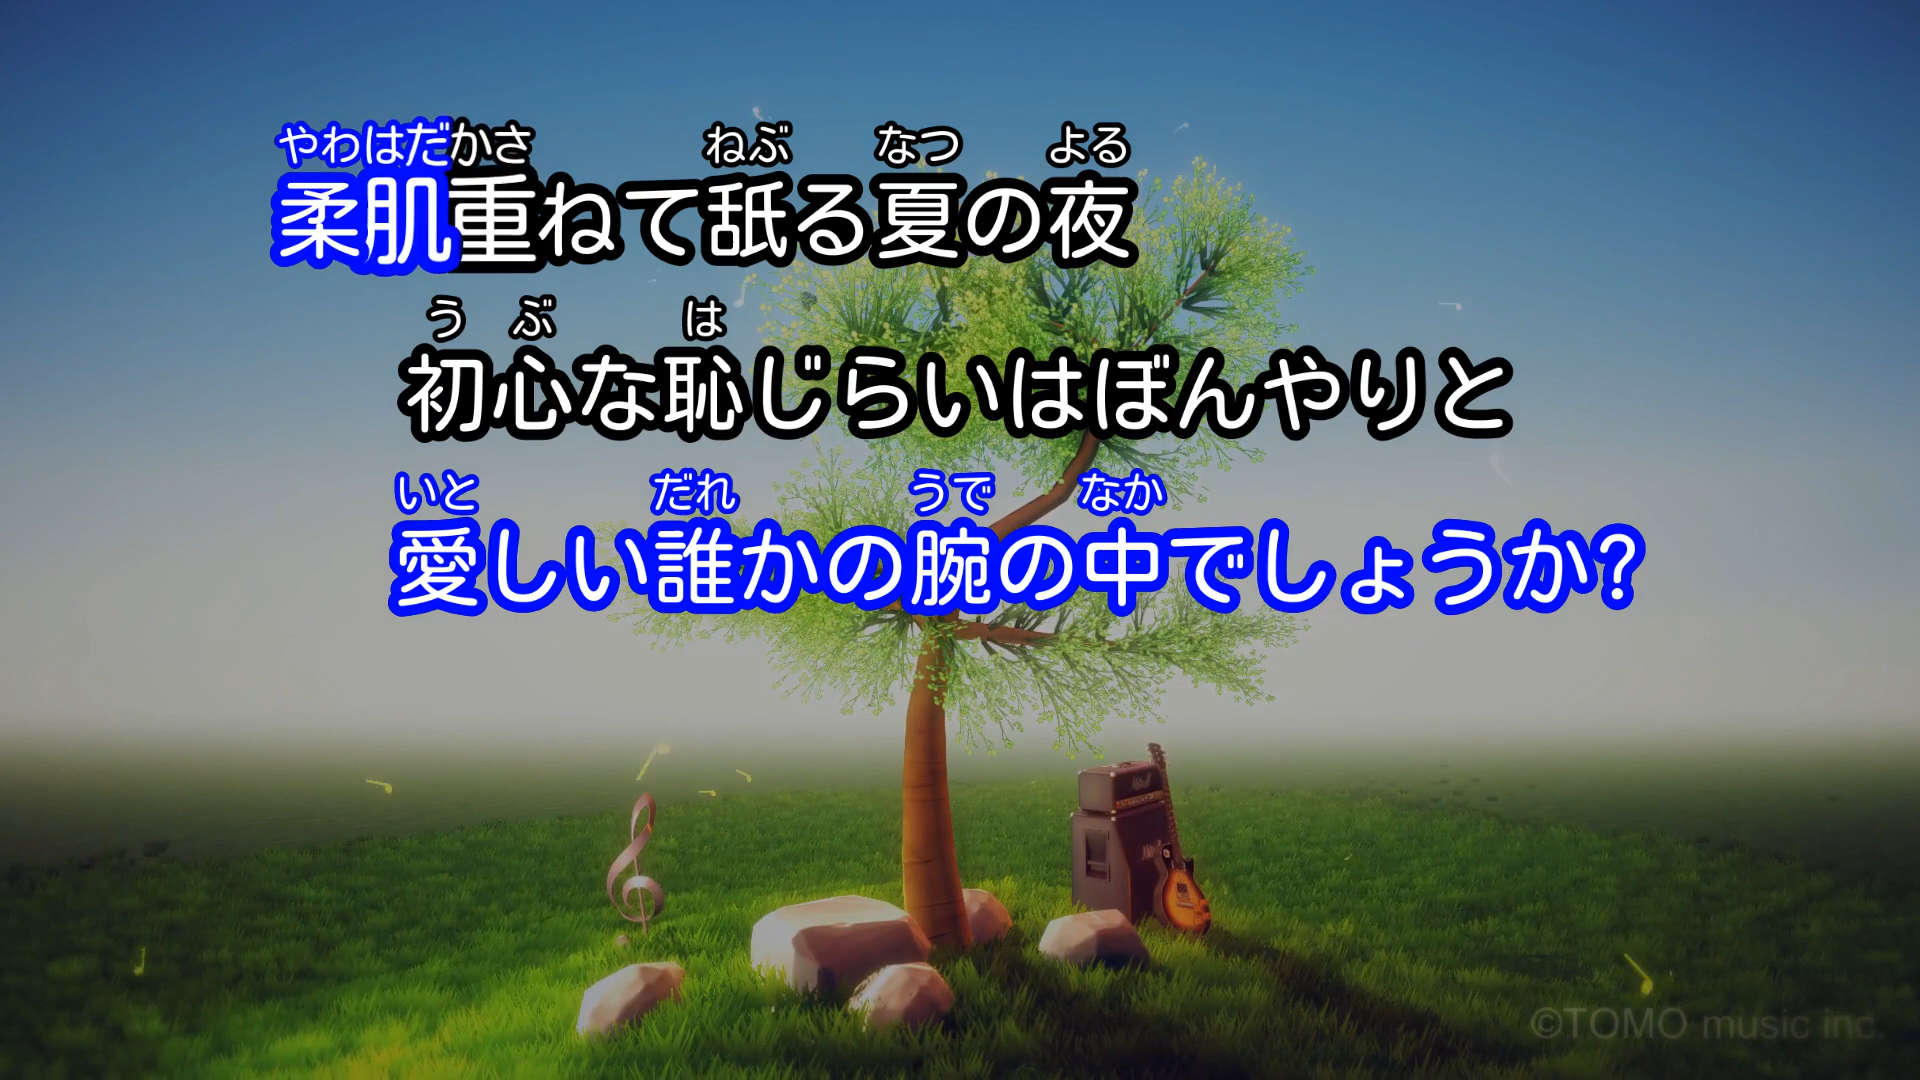 やわはだかさ ねぶ なつ よる
柔肌重ねて舐る夏の夜
うぶ は
初心な恥じらいはぼんやりと
いと だれ うで なか
愛しい誰かの腕の中でしょうか?
©TOMO music inc.